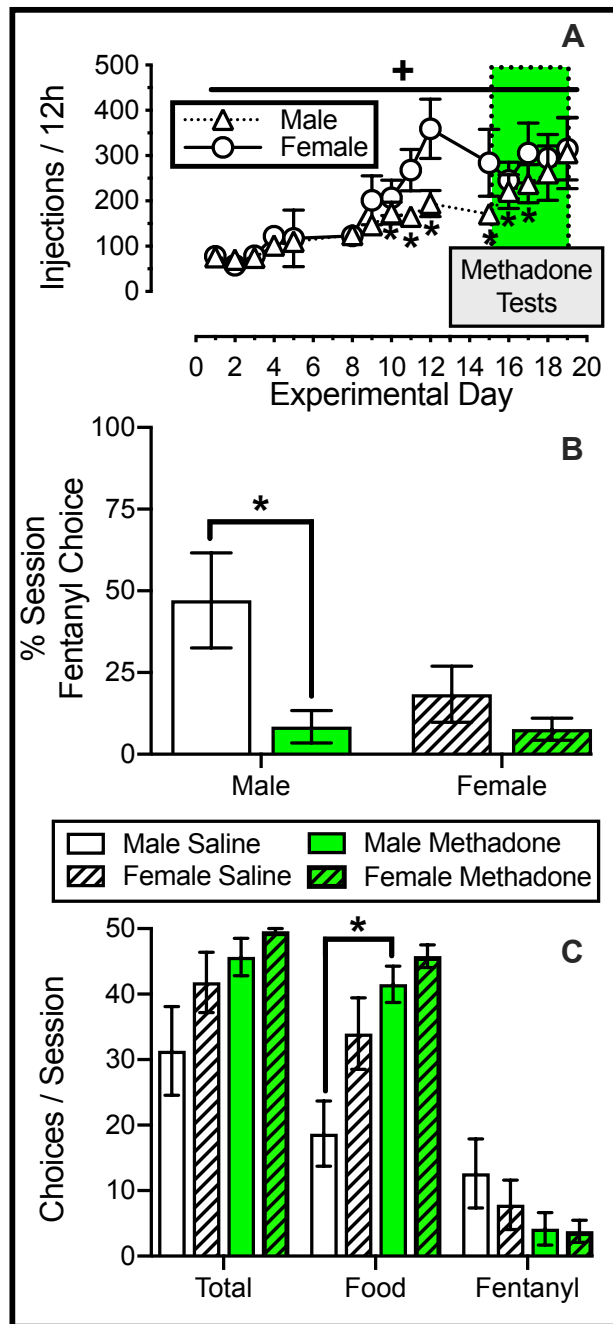 A
+
500
400
300
200
100
0
Injections / 12h
Male
Female
* * * * * *
Methadone
Tests
0 2 4 6 8 10 12 14 16 18 20
Experimental Day
B
100
75
50
25
0
% Session
Fentanyl Choice
*
Male Female
Male Saline Male Methadone
Female Saline Female Methadone
C
50
40
30
20
10
0
Choices / Session
*
Total Food Fentanyl